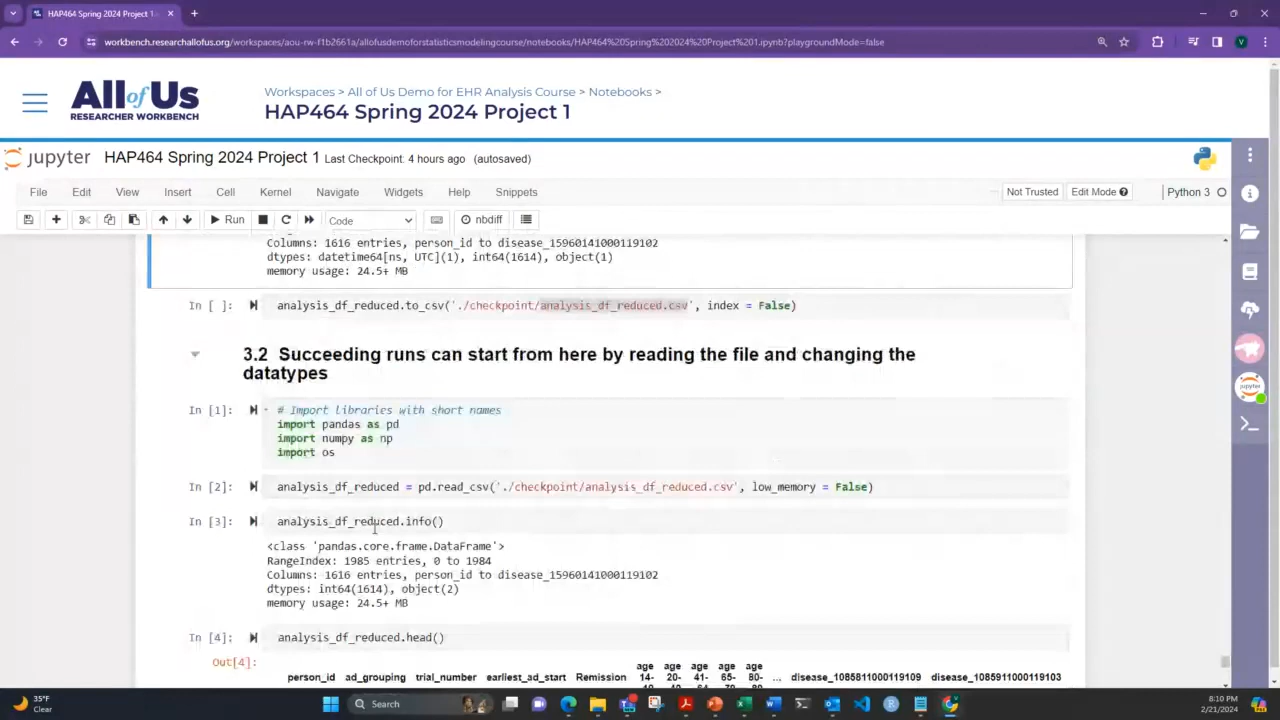 HAP464 Spring 2024 Project 1
workbench.researchallofus.org/workspaces/aou-rw-f1b2661a/allofusdemoforstatisticsmodelingcourse/notebooks/HAP464%20Spring%202024%20Project%201.ipynb?playgroundMode=false
V
All of Us
RESEARCHER WORKBENCH
Workspaces > All of Us Demo for EHR Analysis Course > Notebooks >
HAP464 Spring 2024 Project 1
jupyter HAP464 Spring 2024 Project 1 Last Checkpoint: 4 hours ago (autosaved)
File Edit View Insert Cell Kernel Navigate Widgets Help Snippets Not Trusted Edit Mode Python 3
Run Code nbdiff
Columns: 1616 entries, person_id to disease_15960141000119102
dtypes: datetime64[ns, UTC](1), int64(1614), object(1)
memory usage: 24.5+ MB
In [ ]: analysis_df_reduced.to_csv('./checkpoint/analysis_df_reduced.csv', index = False)
3.2 Succeeding runs can start from here by reading the file and changing the
datatypes
In [1]: # Import libraries with short names
import pandas as pd
import numpy as np
import os
In [2]: analysis_df_reduced = pd.read_csv('./checkpoint/analysis_df_reduced.csv', low_memory = False)
In [3]: analysis_df_reduced.info()
<class 'pandas.core.frame.DataFrame'>
RangeIndex: 1985 entries, 0 to 1984
Columns: 1616 entries, person_id to disease_15960141000119102
dtypes: int64(1614), object(2)
memory usage: 24.5+ MB
In [4]: analysis_df_reduced.head()
Out[4]:
age age age age age
person_id ad_grouping trial_number earliest_ad_start Remission 14- 20- 41- 65- 80- ... disease_1085811000119109 disease_1085911000119103
jupyter
35°F
Clear
Search
8:10 PM
2/21/2024